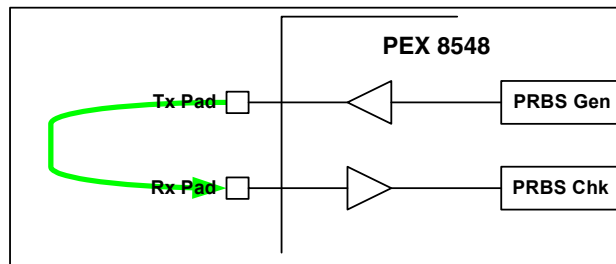 PEX 8548
Tx Pad
PRBS Gen
Rx Pad
PRBS Chk